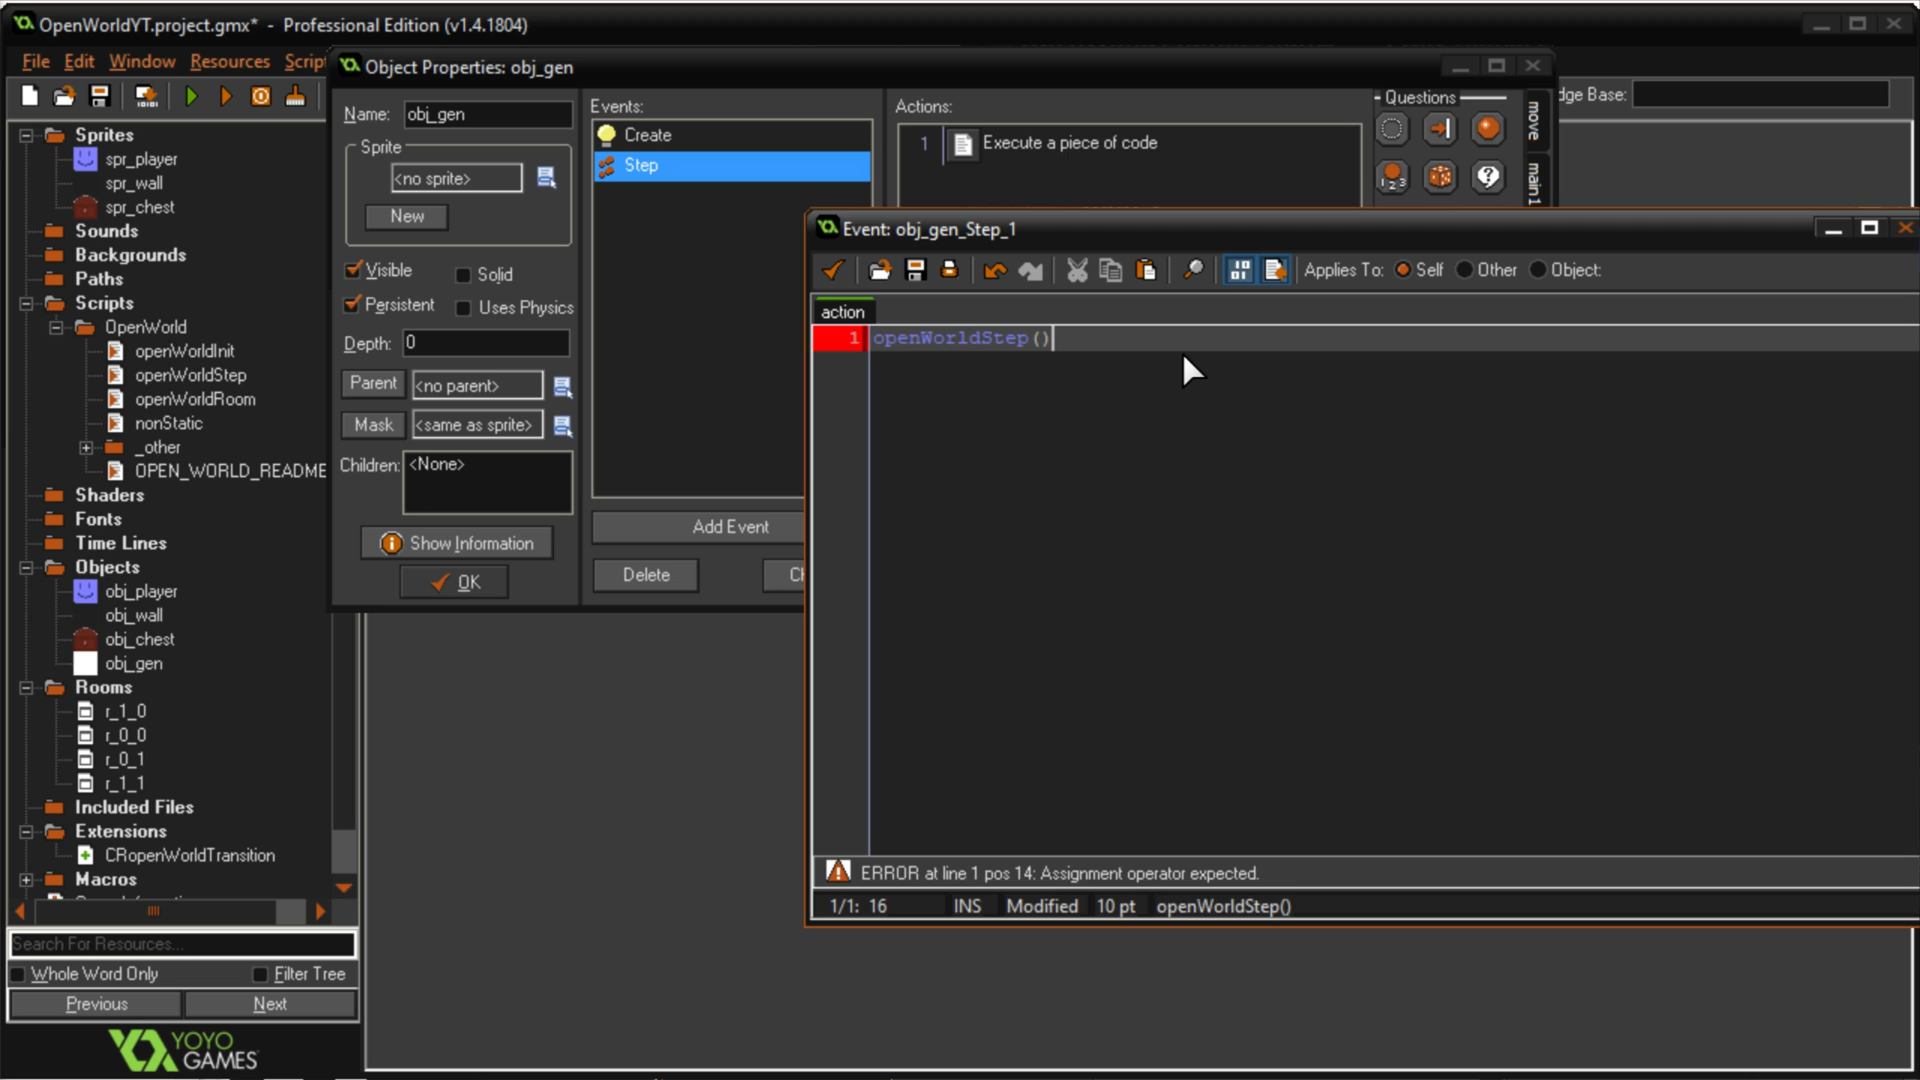 OpenWorldYT.project.gmx* - Professional Edition (v1.4.1804)
File Edit Window Resources Scrip
Object Properties: obj_gen
dge Base:
Name: obj_gen
Sprite
<no sprite>
New
Visible
Solid
Persistent
Uses Physics
Depth: 0
Parent <no parent>
Mask <same as sprite>
Children: <None>
Show Information
OK
Events:
Create
Step
Add Event
Delete
Ch
Actions:
1 Execute a piece of code
Questions
move
main1
1 2 3
?
Sprites
spr_player
spr_wall
spr_chest
Sounds
Backgrounds
Paths
Scripts
OpenWorld
openWorldInit
openWorldStep
openWorldRoom
nonStatic
_other
OPEN_WORLD_README
Shaders
Fonts
Time Lines
Objects
obj_player
obj_wall
obj_chest
obj_gen
Rooms
r_1_0
r_0_0
r_0_1
r_1_1
Included Files
Extensions
CRopenWorldTransition
Macros
Search For Resources...
Whole Word Only
Filter Tree
Previous
Next
YOYO
GAMES
Event: obj_gen_Step_1
Applies To: Self Other Object:
action
1 openWorldStep()
ERROR at line 1 pos 14: Assignment operator expected.
1/1: 16 INS Modified 10 pt openWorldStep()